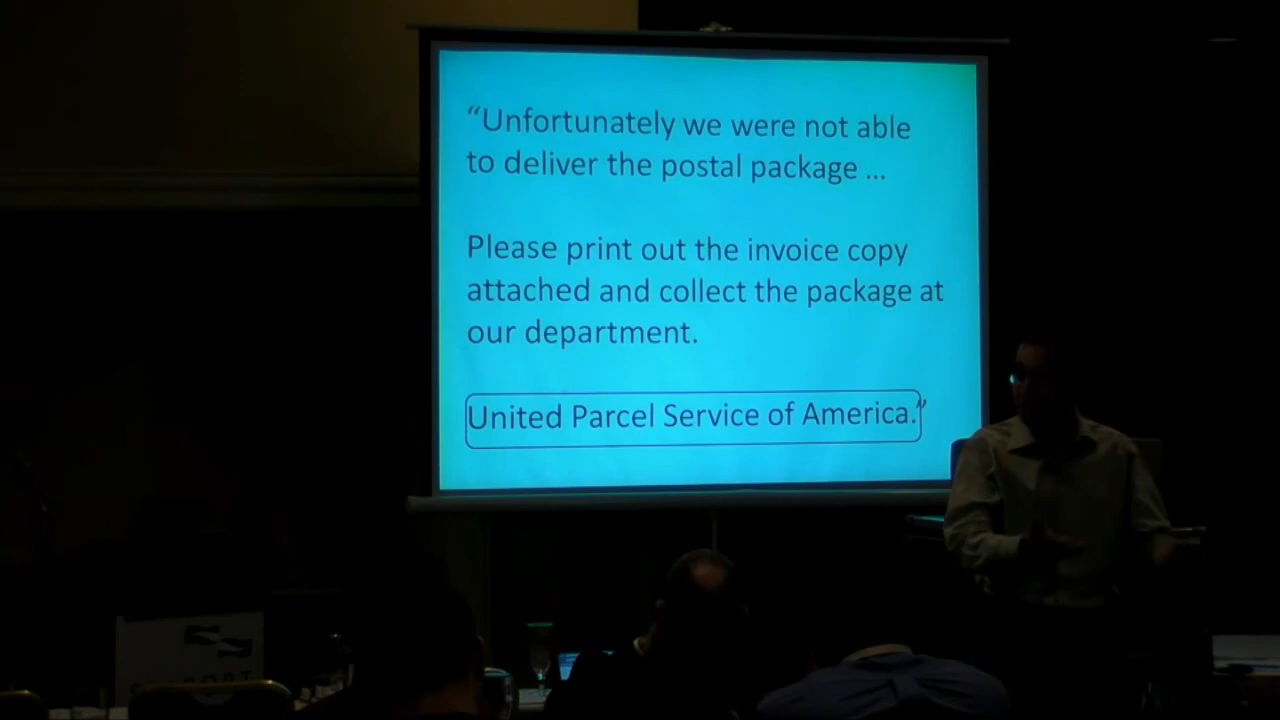 “Unfortunately we were not able
to deliver the postal package ...
Please print out the invoice copy
attached and collect the package at
our department.
United Parcel Service of America.”